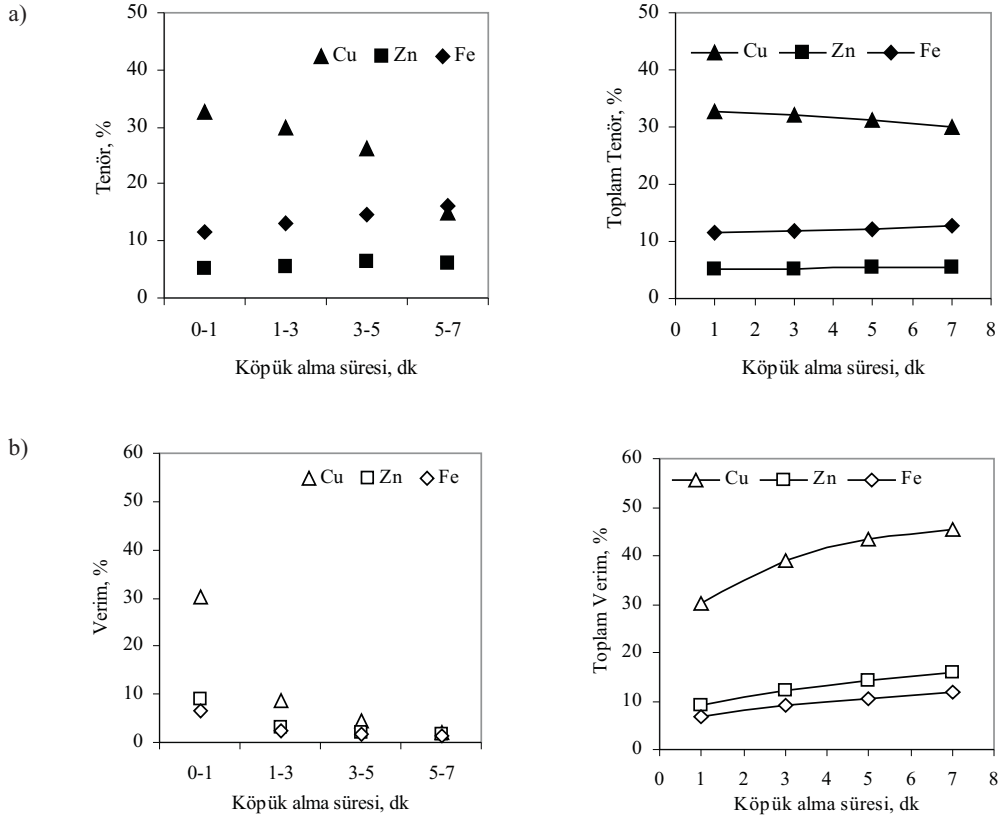 a)
50
40
30
20
10
0
Tenör, %
Cu Zn Fe
0-1 1-3 3-5 5-7
Köpük alma süresi, dk
50
40
30
20
10
0
Toplam Tenör, %
Cu Zn Fe
0 1 2 3 4 5 6 7 8
Köpük alma süresi, dk
b)
60
50
40
30
20
10
0
Verim, %
Cu Zn Fe
0-1 1-3 3-5 5-7
Köpük alma süresi, dk
60
50
40
30
20
10
0
Toplam Verim, %
Cu Zn Fe
0 1 2 3 4 5 6 7 8
Köpük alma süresi, dk